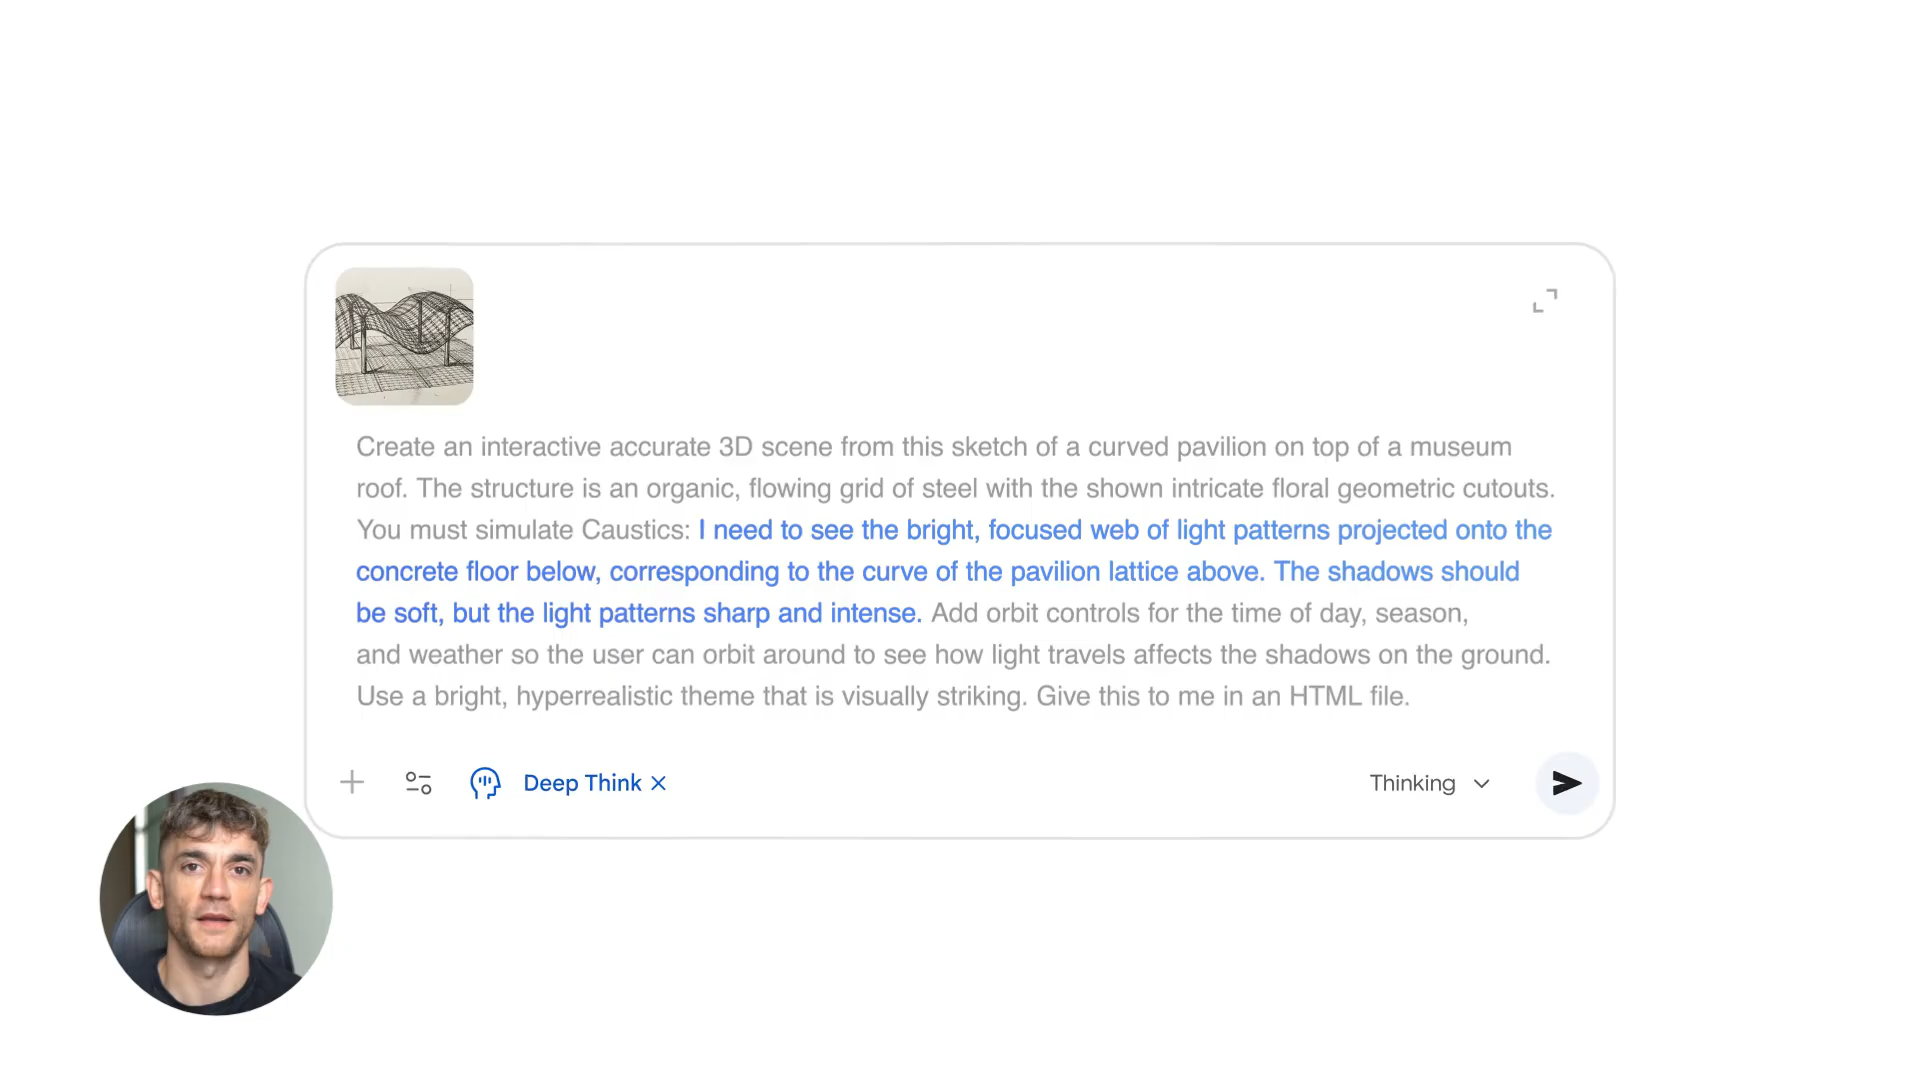 Create an interactive accurate 3D scene from this sketch of a curved pavilion on top of a museum
roof. The structure is an organic, flowing grid of steel with the shown intricate floral geometric cutouts.
You must simulate Caustics: I need to see the bright, focused web of light patterns projected onto the
concrete floor below, corresponding to the curve of the pavilion lattice above. The shadows should
be soft, but the light patterns sharp and intense. Add orbit controls for the time of day, season,
and weather so the user can orbit around to see how light travels affects the shadows on the ground.
Use a bright, hyperrealistic theme that is visually striking. Give this to me in an HTML file.
Deep Think
Thinking